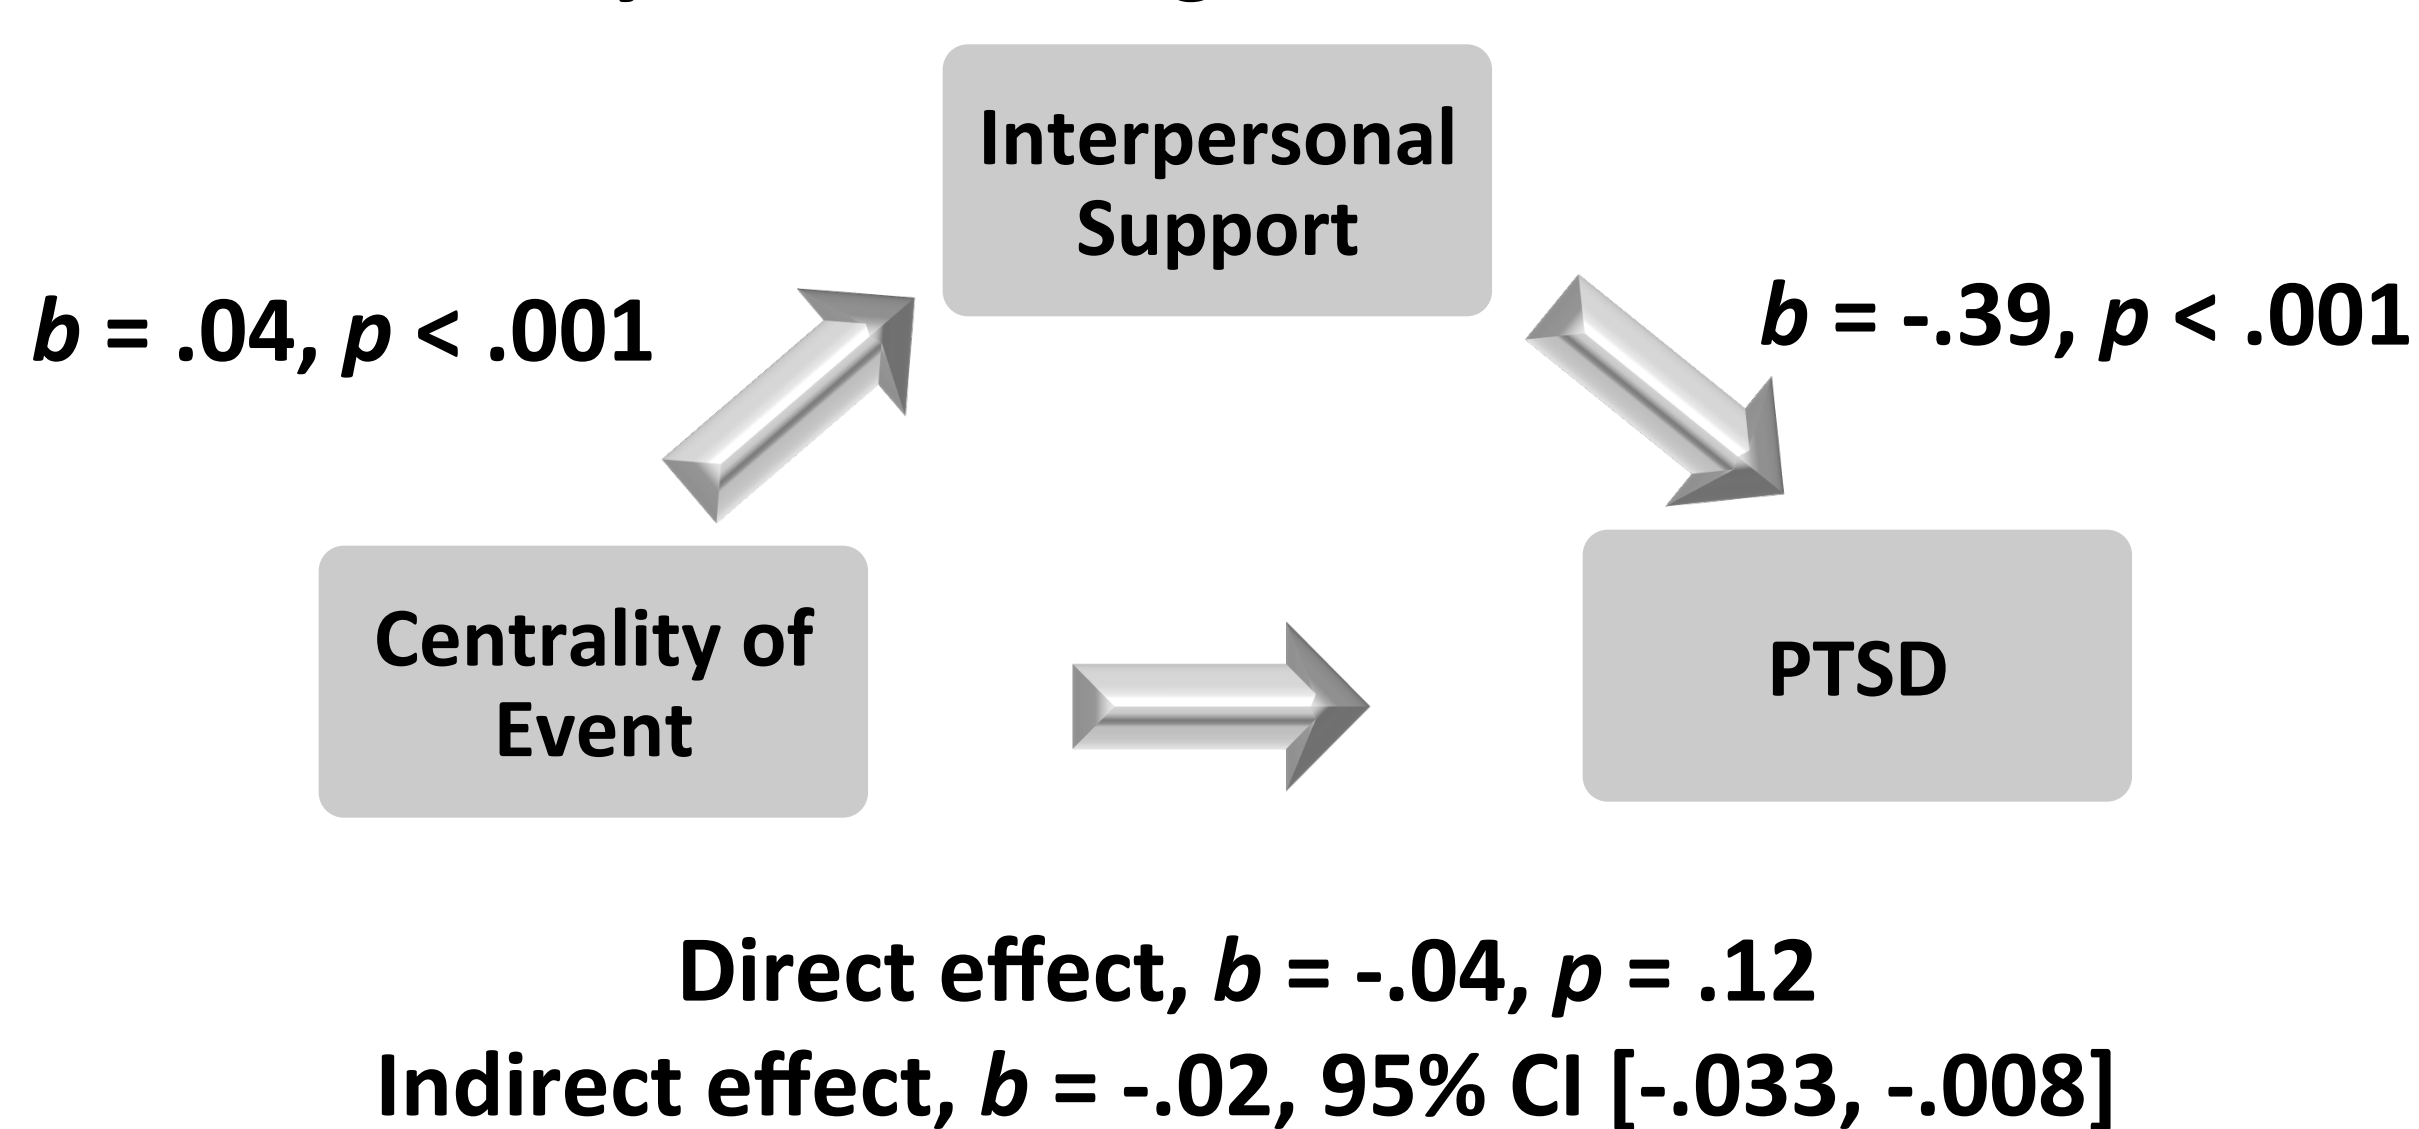 Interpersonal
Support
b = .04, p < .001
b = -.39, p < .001
Centrality of
Event
PTSD
Direct effect, b = -.04, p = .12
Indirect effect, b = -.02, 95% CI [-.033, -.008]